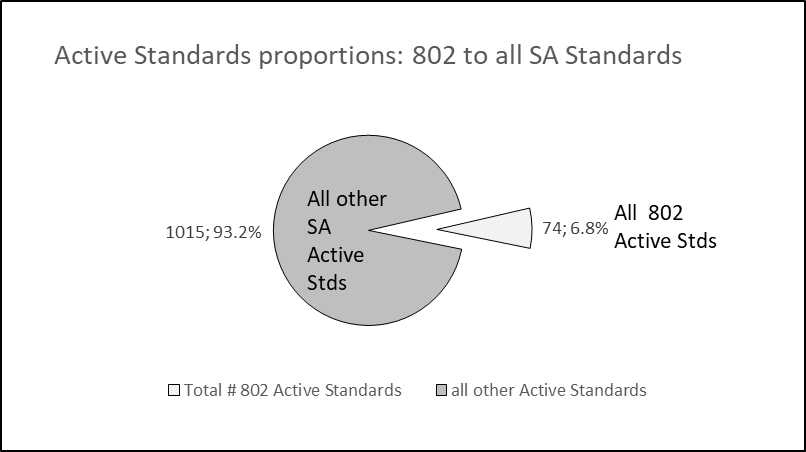 Active Standards proportions: 802 to all SA Standards
All other
SA
Active
Stds
1015; 93.2%
74; 6.8%
All 802
Active Stds
Total # 802 Active Standards
all other Active Standards